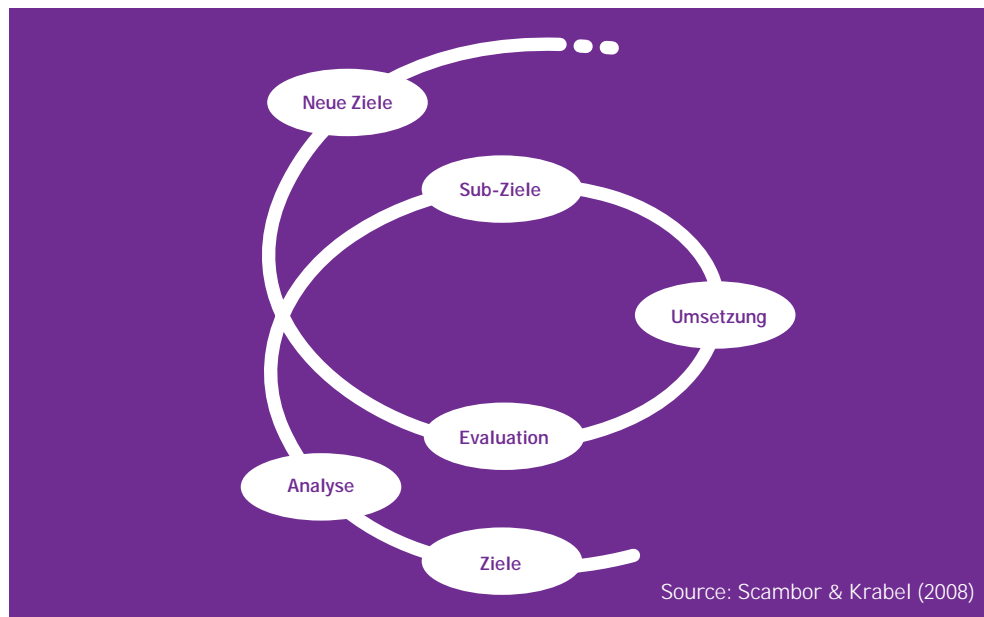 Neue Ziele
Sub-Ziele
Umsetzung
Evaluation
Analyse
Ziele
Source: Scambor & Krabel (2008)